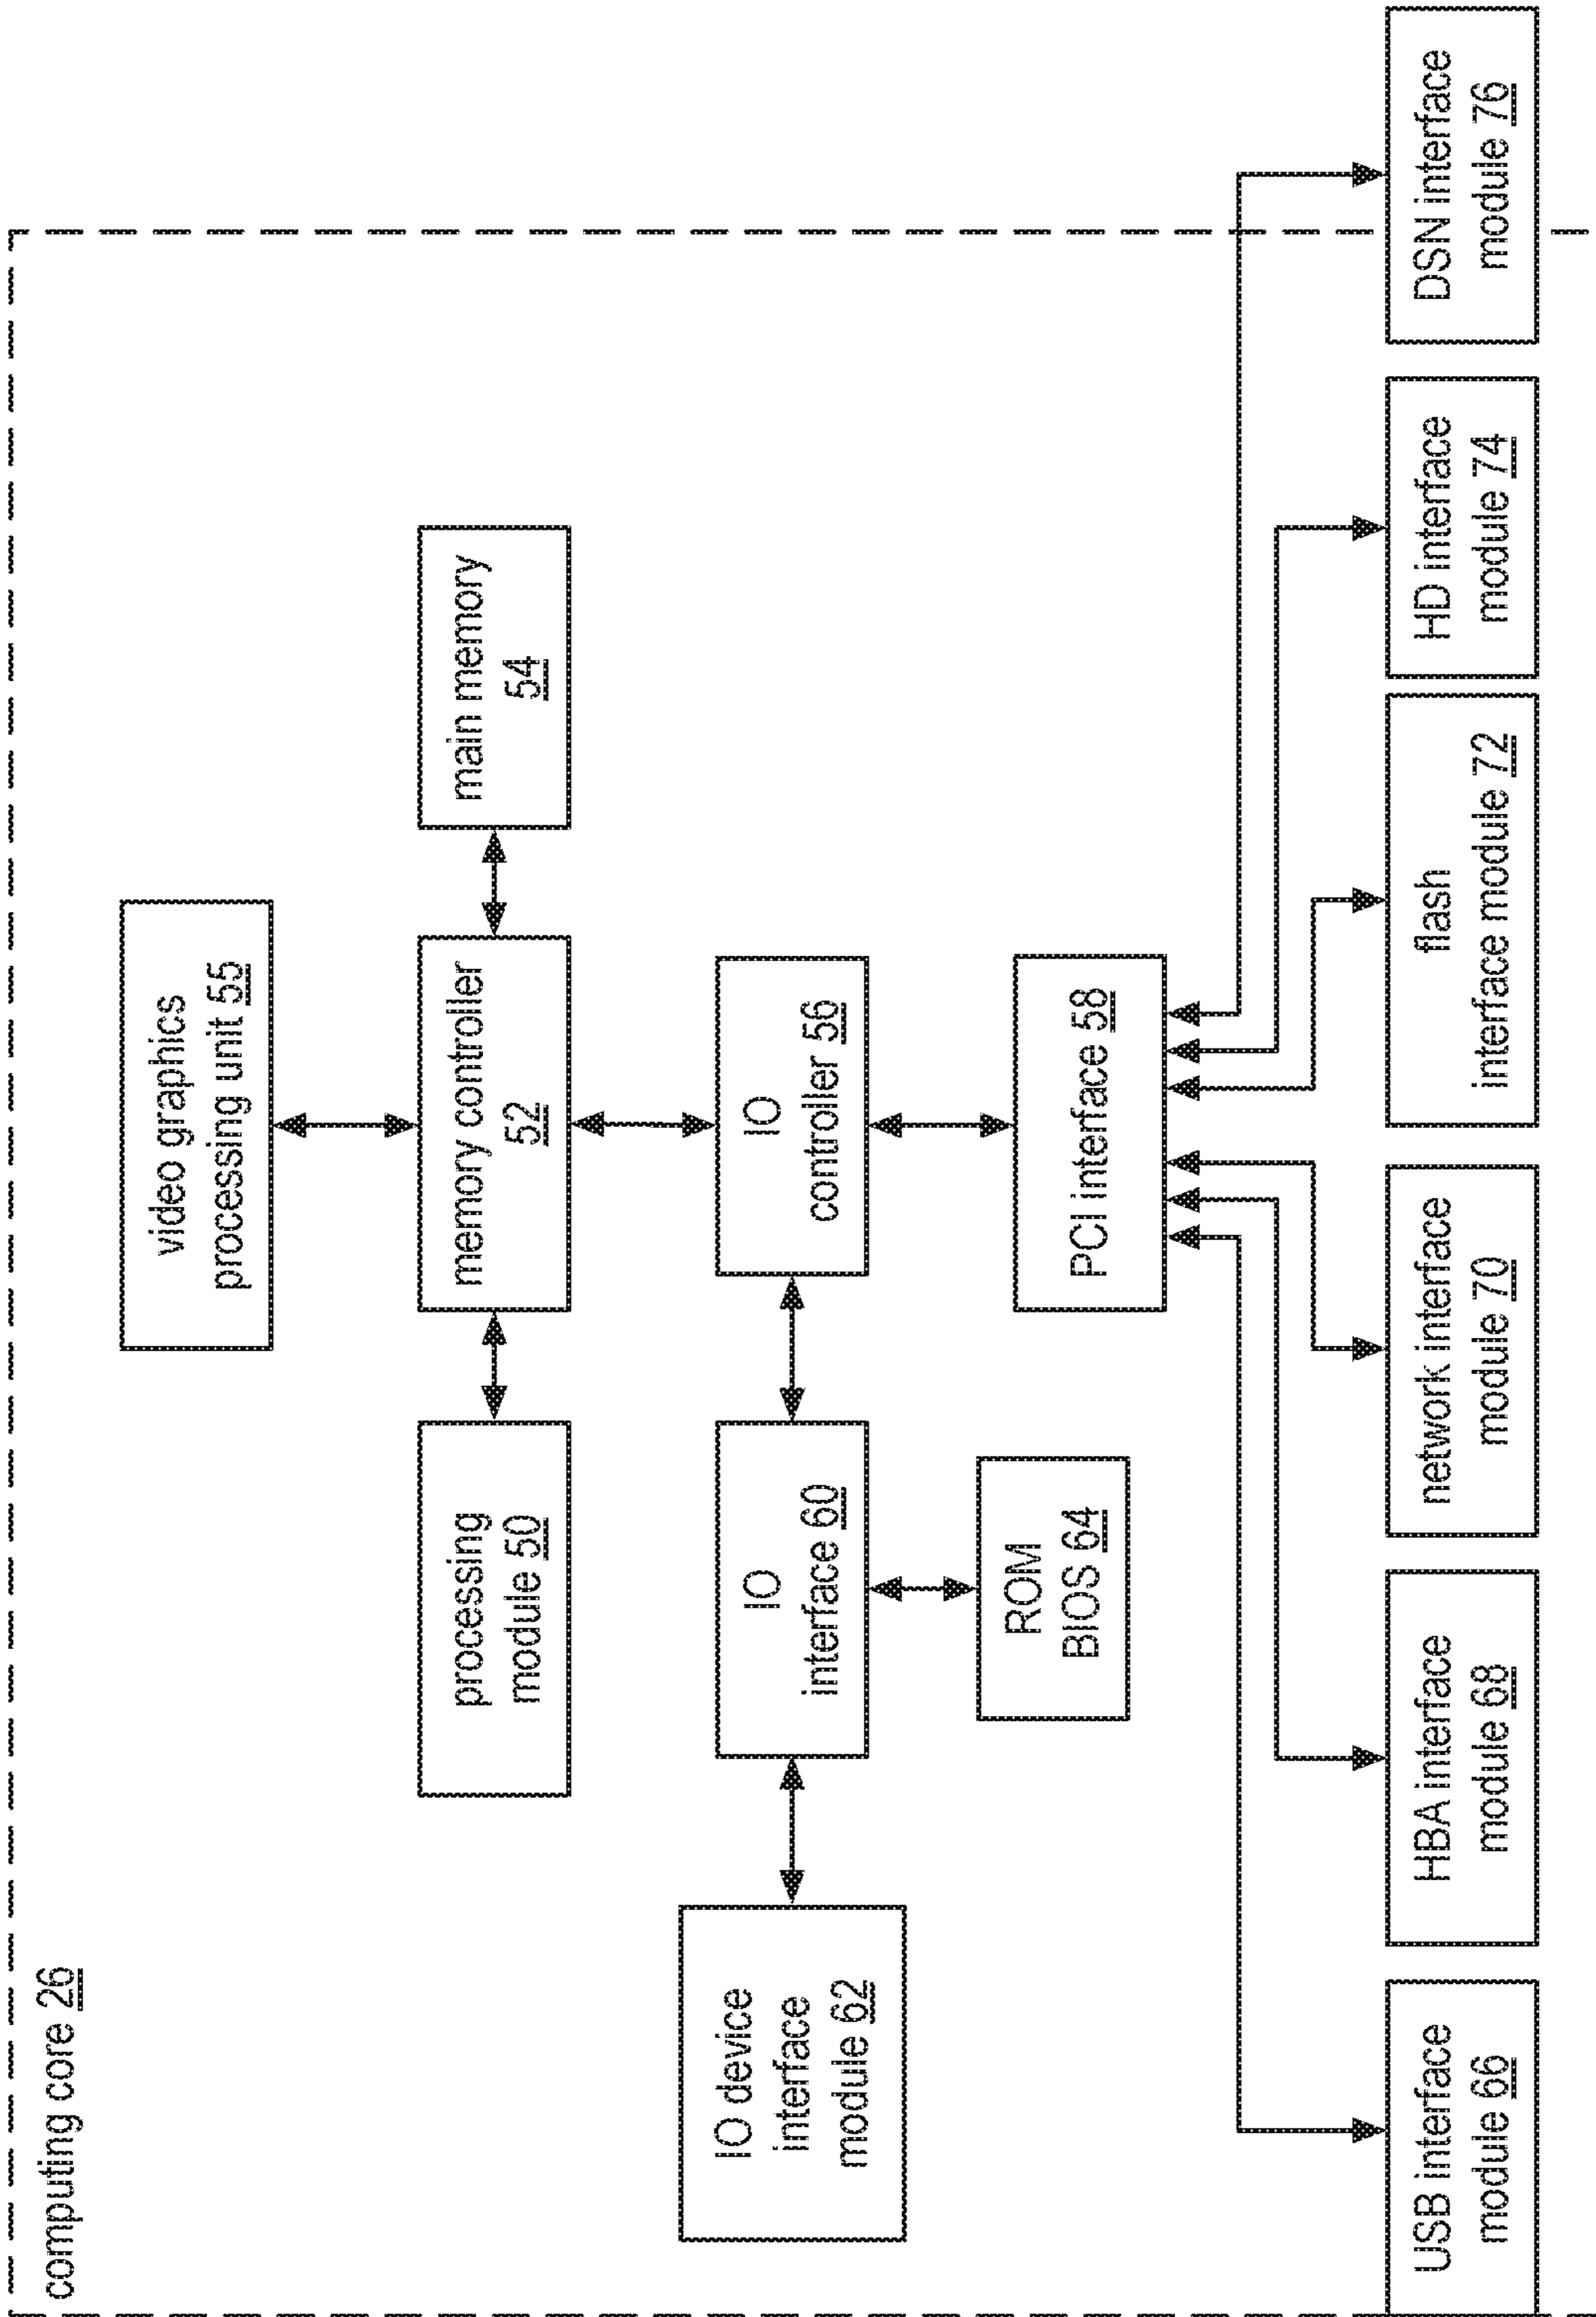 computing core 26
video graphics
processing unit 55
processing
module 50
memory controller
52
main memory
54
IO device
interface
module 62
IO
interface 60
IO
controller 56
ROM
BIOS 64
PCI interface 58
USB interface
module 66
HBA interface
module 68
network interface
module 70
flash
interface module 72
HD interface
module 74
DSN interface
module 76